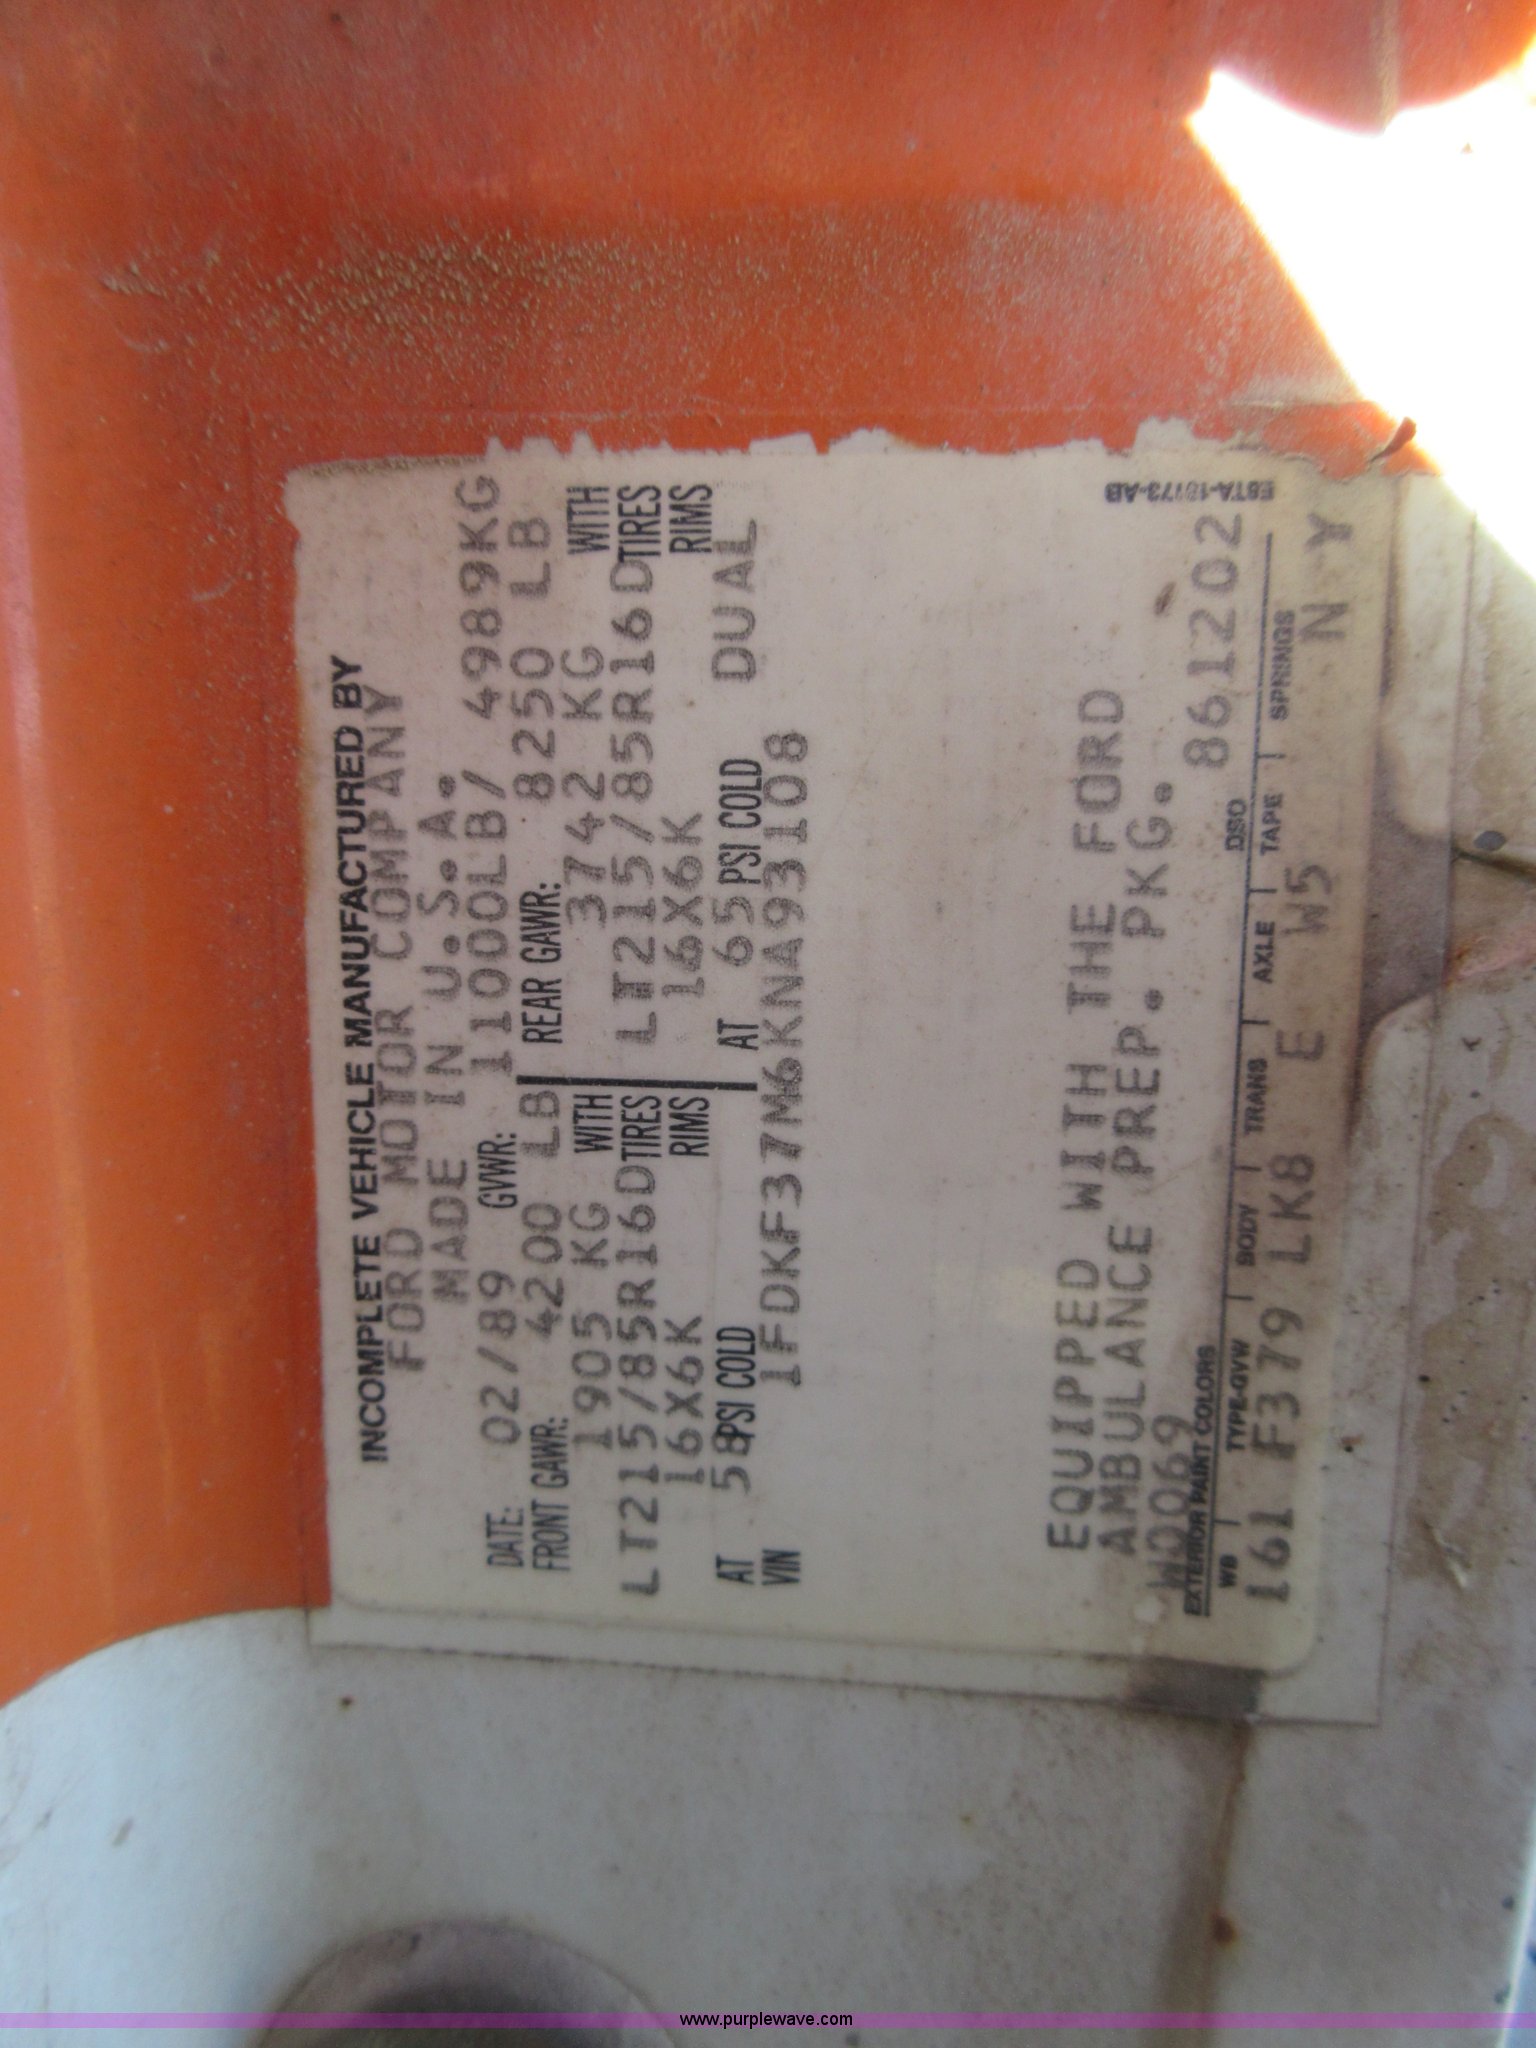 INCOMPLETE VEHICLE MANUFACTURED BY
FORD MOTOR COMPANY
MADE IN U.S.A.
DATE: 02/89 GVWR: 11000LB/ 4989KG
FRONT GAWR: 4200 LB REAR GAWR: 8250 LB
1905 KG WITH 3742 KG WITH
LT215/85R16D TIRES LT215/85R16D TIRES
16X6K RIMS 16X6K RIMS
AT 58 PSI COLD AT 65 PSI COLD DUAL
VIN 1FDKF37M6KNA93108
EQUIPPED WITH THE FORD
AMBULANCE PREP. PKG.
W0069 861202
EXTERIOR PAINT COLORS DSO
WB TYPE-GVW BODY TRANS AXLE TAPE SPRINGS
161 F379 LK8 E W5 N Y
www.purplewave.com